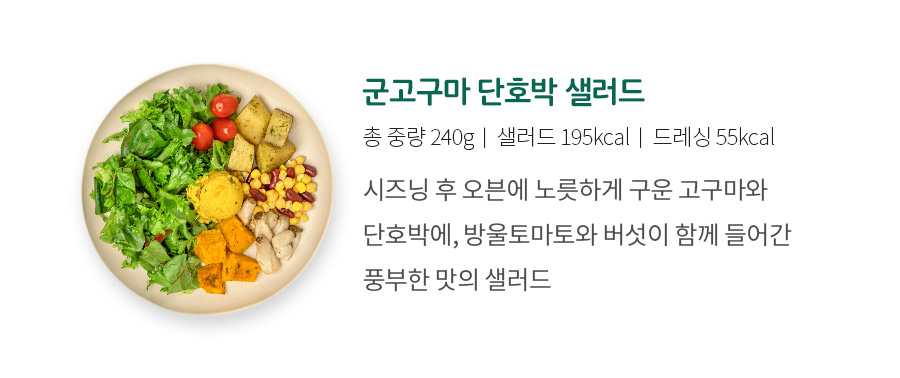 군고구마 단호박 샐러드
총 중량 240g | 샐러드 195kcal | 드레싱 55kcal
시즈닝 후 오븐에 노릇하게 구운 고구마와
단호박에, 방울토마토와 버섯이 함께 들어간
풍부한 맛의 샐러드